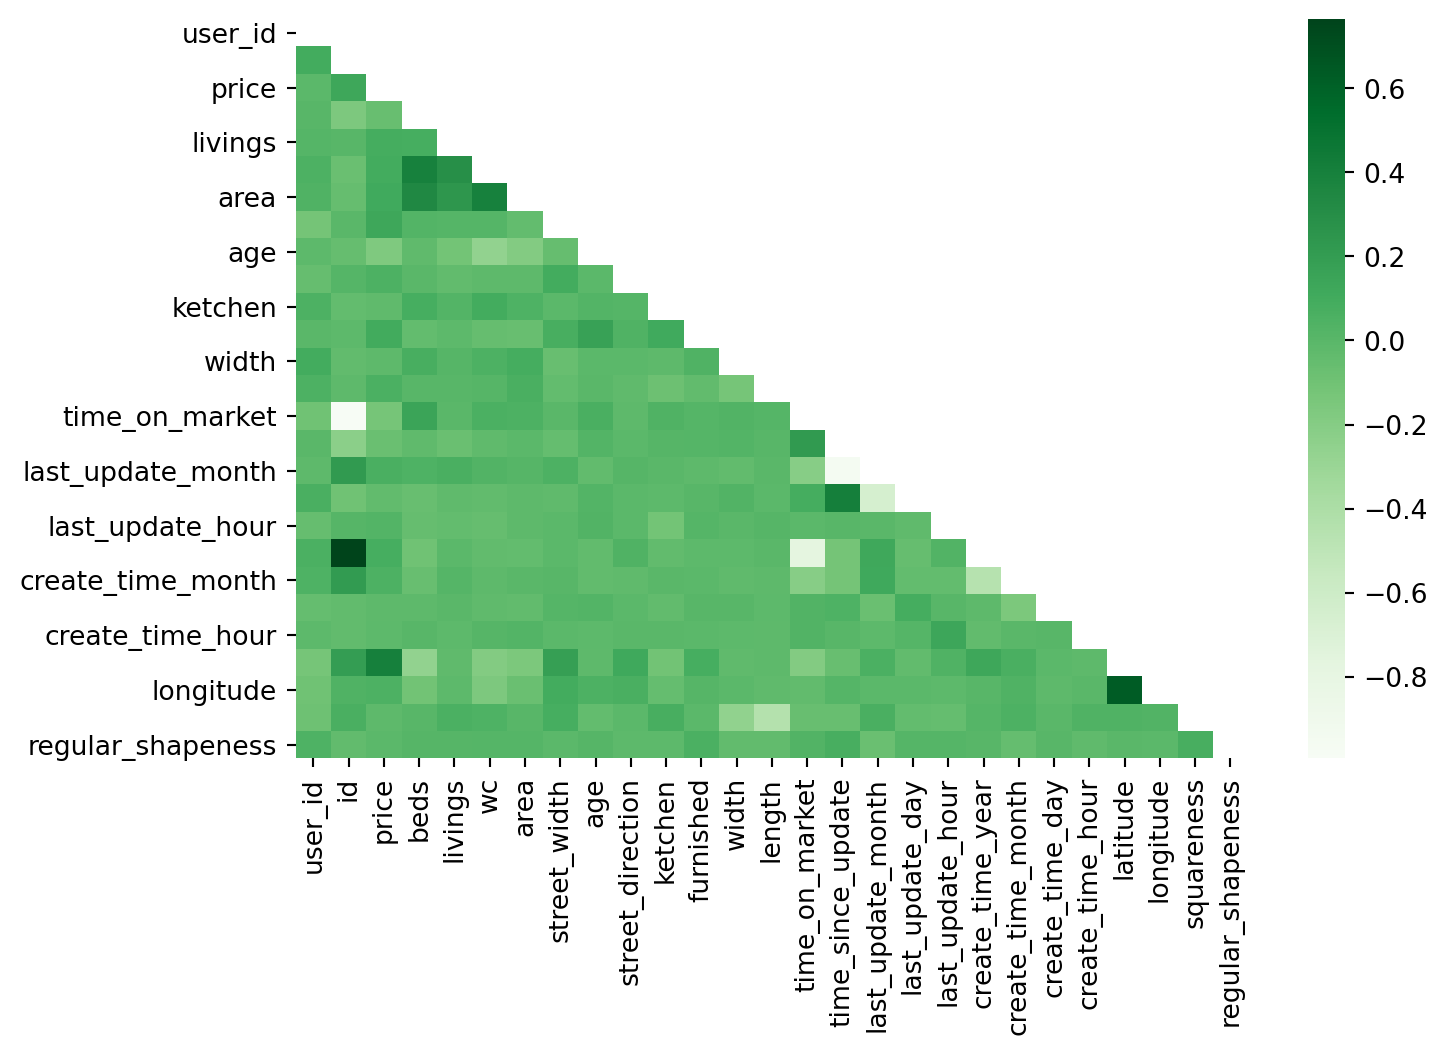 user_id
price
livings
area
age
ketchen
width
time_on_market
last_update_month
last_update_hour
create_time_month
create_time_hour
longitude
regular_shapeness
user_id
id
price
beds
livings
wc
area
street_width
age
street_direction
ketchen
furnished
width
length
time_on_market
time_since_update
last_update_month
last_update_day
last_update_hour
create_time_year
create_time_month
create_time_day
create_time_hour
latitude
longitude
squareness
regular_shapeness
0.6
0.4
0.2
0.0
−0.2
−0.4
−0.6
−0.8